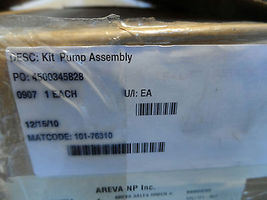 DESC: Kit Pump Assembly
PO: 4500345828
0907 1 EACH U/I: EA
12/15/10
MATCODE: 101-76310
AREVA NP Inc.